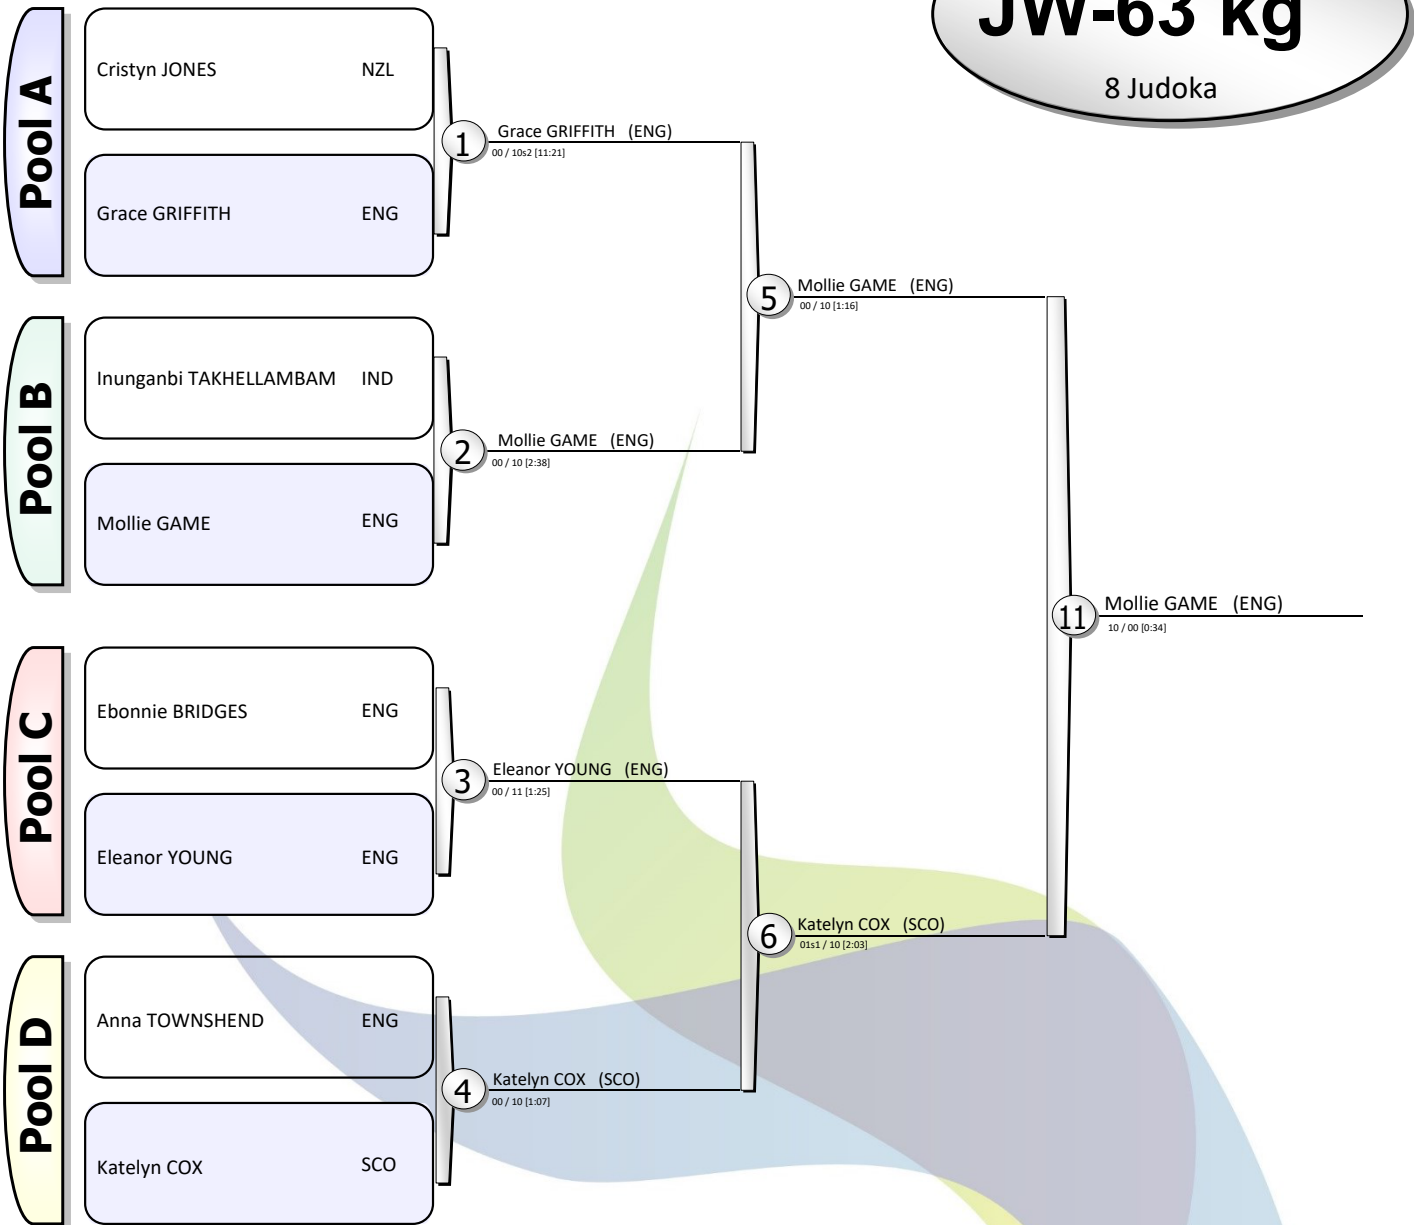 JW-63 kg
8 Judoka
Pool A
Cristyn JONES NZL
Grace GRIFFITH ENG
1
Grace GRIFFITH (ENG)
00 / 10s2 [11:21]
Pool B
Inunganbi TAKHELLAMBAM IND
Mollie GAME ENG
2
Mollie GAME (ENG)
00 / 10 [2:38]
5
Mollie GAME (ENG)
00 / 10 [1:16]
Pool C
Ebonnie BRIDGES ENG
Eleanor YOUNG ENG
3
Eleanor YOUNG (ENG)
00 / 11 [1:25]
Pool D
Anna TOWNSHEND ENG
Katelyn COX SCO
4
Katelyn COX (SCO)
00 / 10 [1:07]
6
Katelyn COX (SCO)
01s1 / 10 [2:03]
11
Mollie GAME (ENG)
10 / 00 [0:34]